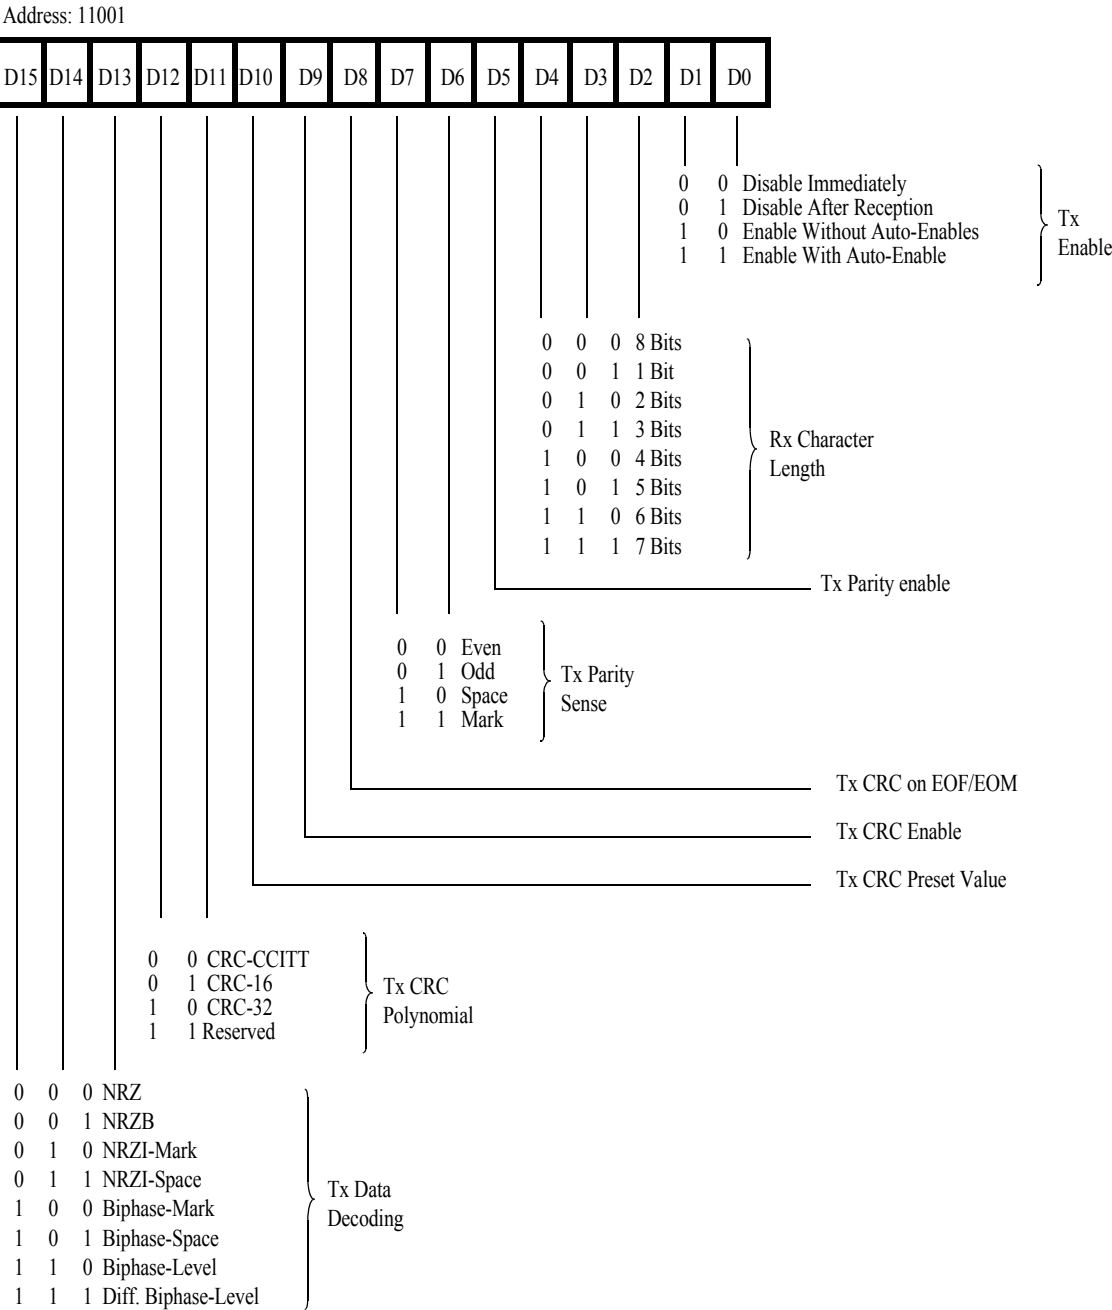 Address: 11001
D15 D14 D13 D12 D11 D10 D9 D8 D7 D6 D5 D4 D3 D2 D1 D0
0 0 Disable Immediately
0 1 Disable After Reception
1 0 Enable Without Auto-Enables
1 1 Enable With Auto-Enable
Tx
Enable
0 0 0 8 Bits
0 0 1 1 Bit
0 1 0 2 Bits
0 1 1 3 Bits
1 0 0 4 Bits
1 0 1 5 Bits
1 1 0 6 Bits
1 1 1 7 Bits
Rx Character
Length
Tx Parity enable
0 0 Even
0 1 Odd
1 0 Space
1 1 Mark
Tx Parity
Sense
Tx CRC on EOF/EOM
Tx CRC Enable
Tx CRC Preset Value
0 0 CRC-CCITT
0 1 CRC-16
1 0 CRC-32
1 1 Reserved
Tx CRC
Polynomial
0 0 0 NRZ
0 0 1 NRZB
0 1 0 NRZI-Mark
0 1 1 NRZI-Space
1 0 0 Biphase-Mark
1 0 1 Biphase-Space
1 1 0 Biphase-Level
1 1 1 Diff. Biphase-Level
Tx Data
Decoding